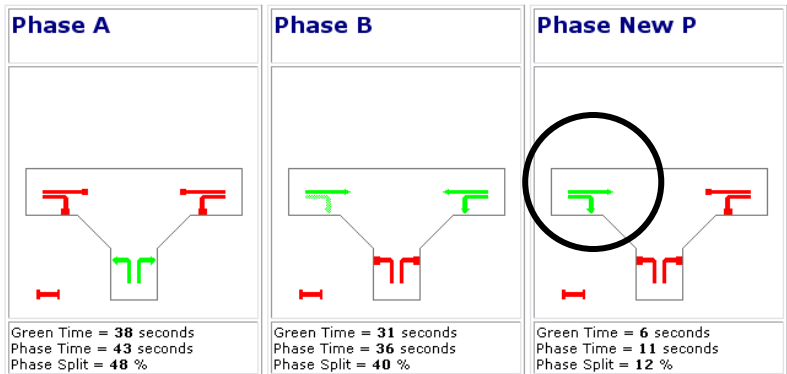 Phase A
Phase B
Phase New P
Green Time = 38 seconds
Phase Time = 43 seconds
Phase Split = 48 %
Green Time = 31 seconds
Phase Time = 36 seconds
Phase Split = 40 %
Green Time = 6 seconds
Phase Time = 11 seconds
Phase Split = 12 %